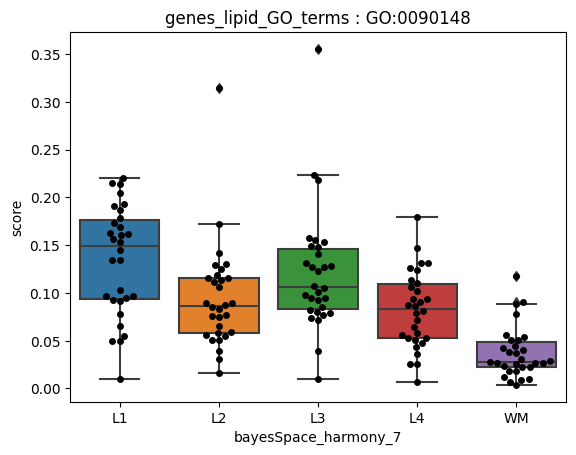 genes_lipid_GO_terms : GO:0090148
score
0.35
0.30
0.25
0.20
0.15
0.10
0.05
0.00
L1 L2 L3 L4 WM
bayesSpace_harmony_7